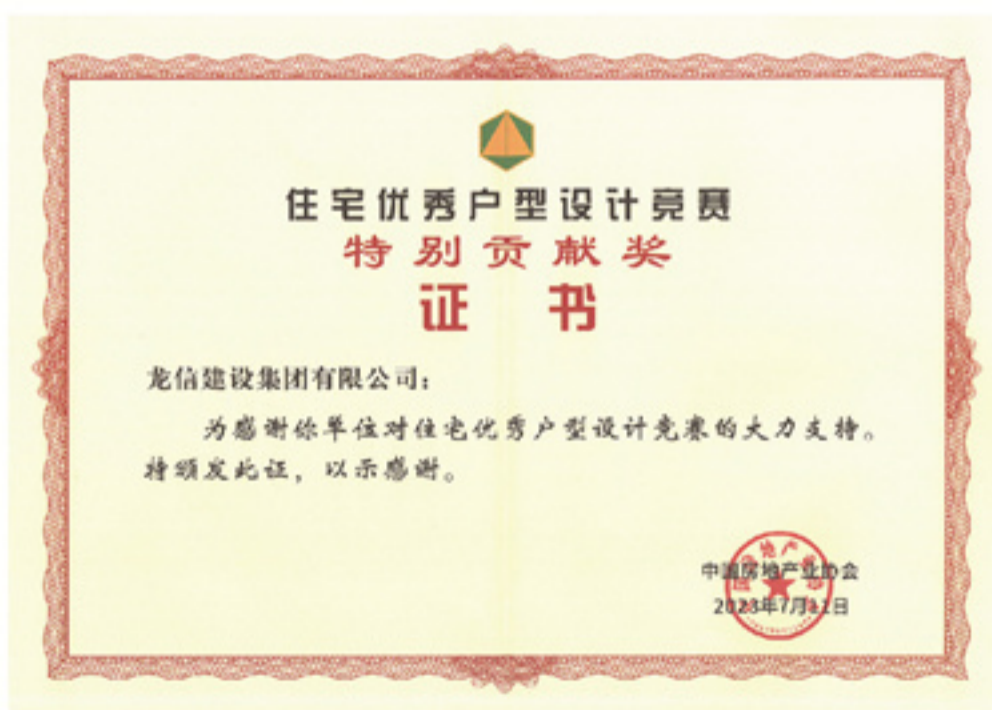 住宅优秀户型设计竞赛
特别贡献奖
证 书
龙信建设集团有限公司：
为感谢你单位对住宅优秀户型设计竞赛的大力支持。
特颁发此证，以示感谢。
中国房地产业协会
2023年7月11日